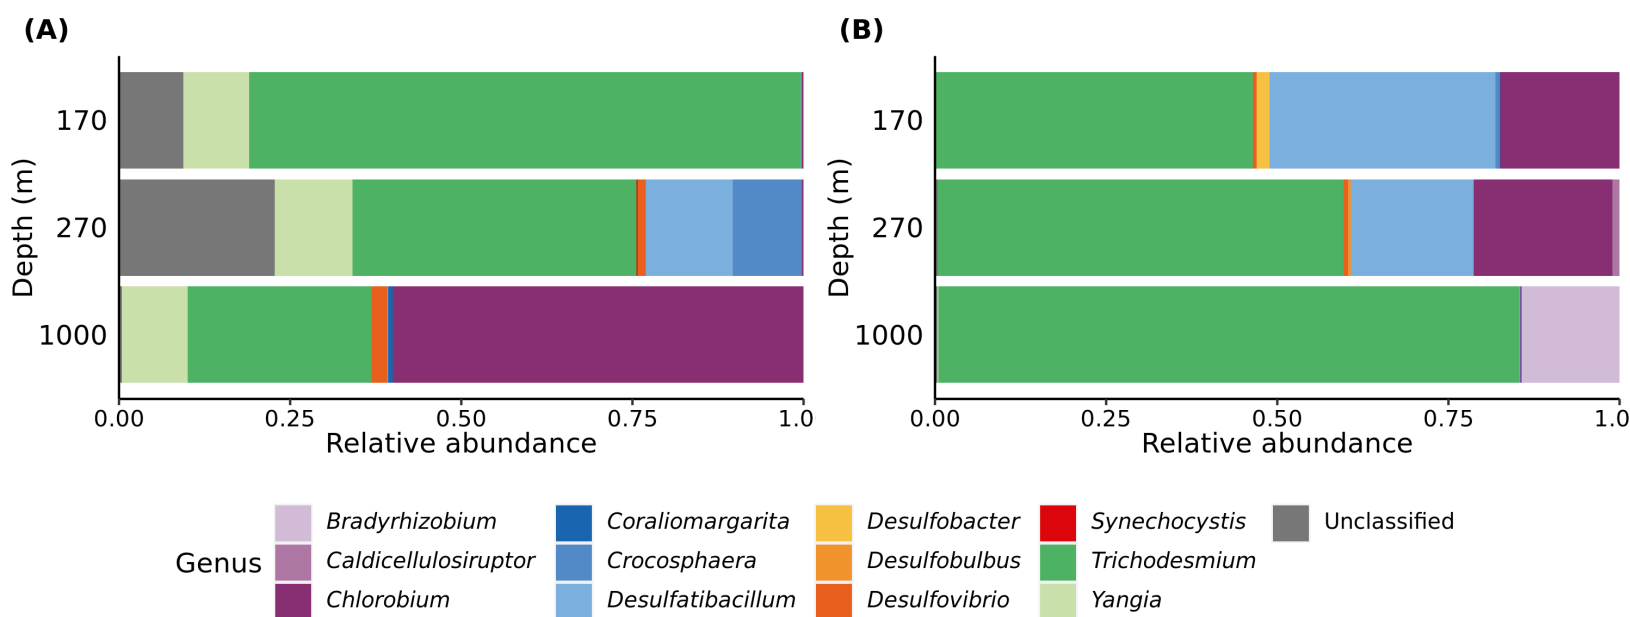 (A)
(B)
Depth (m)
170
270
1000
0.00 0.25 0.50 0.75 1.0
Relative abundance
Depth (m)
170
270
1000
0.00 0.25 0.50 0.75 1.0
Relative abundance
Genus
Bradyrhizobium
Caldicellulosiruptor
Chlorobium
Coraliomargarita
Crocosphaera
Desulfatibacillum
Desulfobacter
Desulfobulbus
Desulfovibrio
Synechocystis
Trichodesmium
Yangia
Unclassified